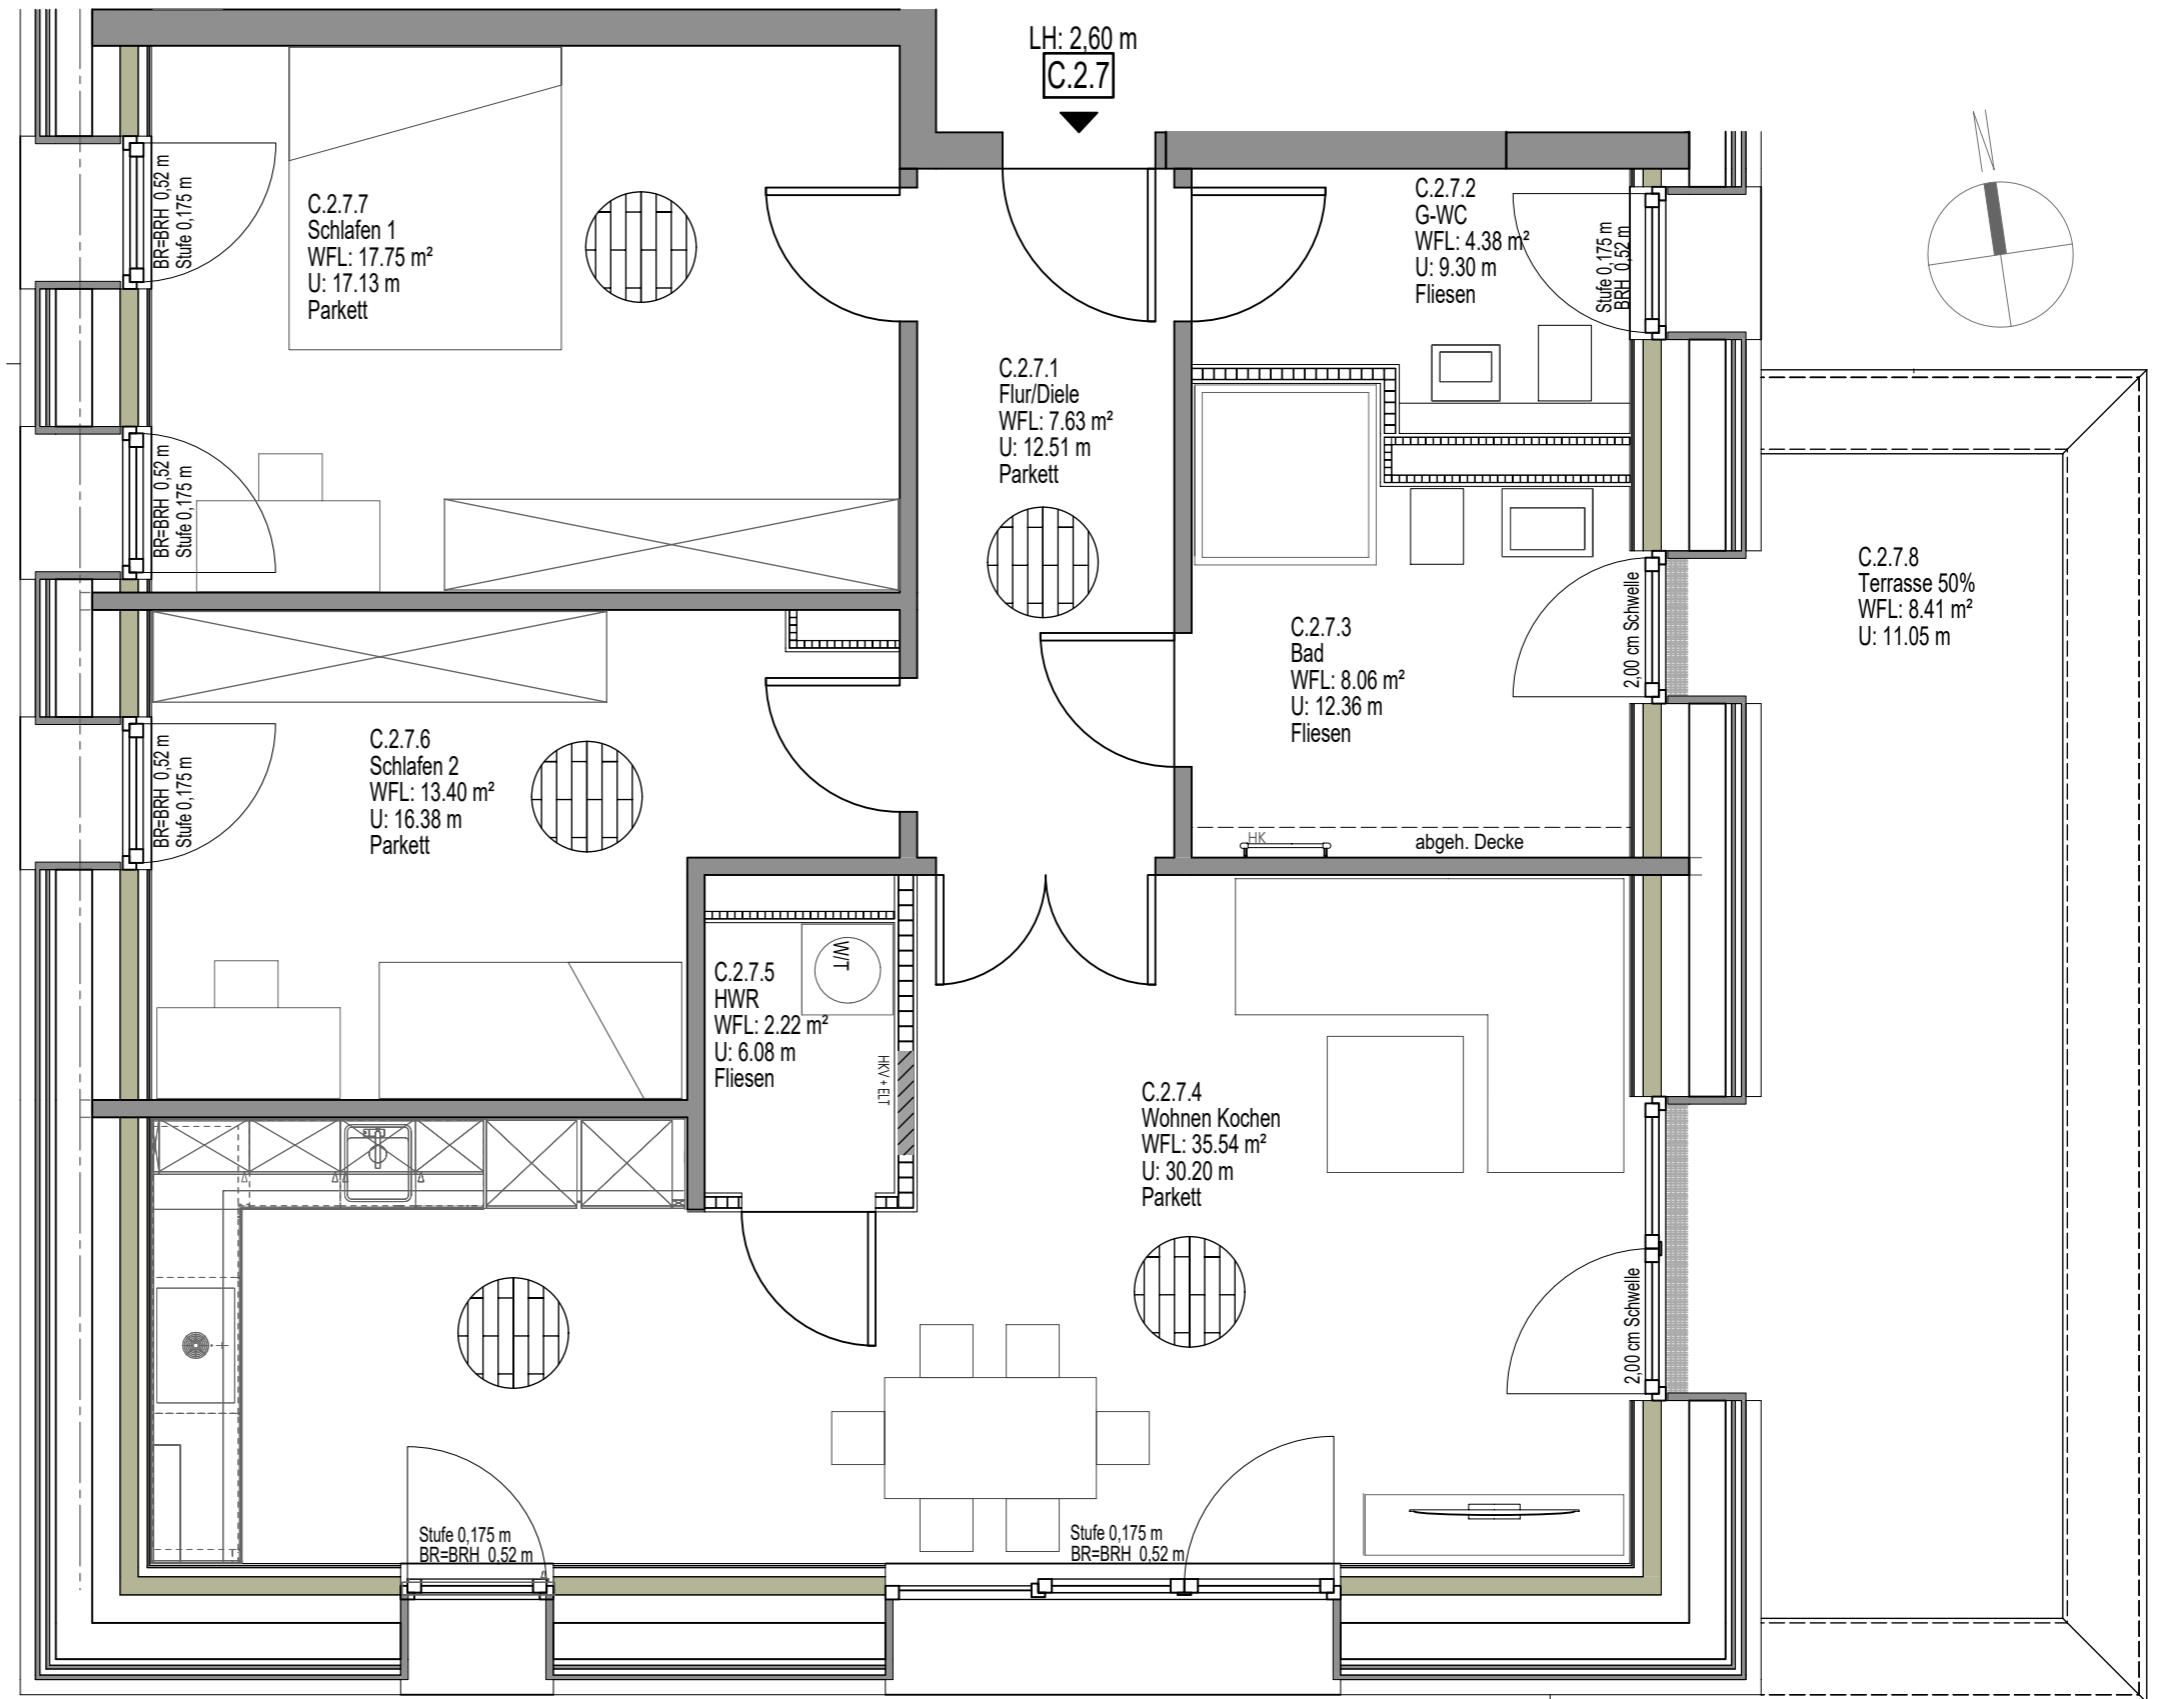 LH: 2,60 m
C.2.7
C.2.7.7
Schlafen 1
WFL: 17.75 m²
U: 17.13 m
Parkett
BR=BRH 0,52 m
Stufe 0,175 m
C.2.7.2
G-WC
WFL: 4.38 m²
U: 9.30 m
Fliesen
Stufe 0,175 m
BRH 0,52 m
C.2.7.1
Flur/Diele
WFL: 7.63 m²
U: 12.51 m
Parkett
BR=BRH 0,52 m
Stufe 0,175 m
C.2.7.8
Terrasse 50%
WFL: 8.41 m²
U: 11.05 m
C.2.7.3
Bad
WFL: 8.06 m²
U: 12.36 m
Fliesen
2,00 cm Schwelle
C.2.7.6
Schlafen 2
WFL: 13.40 m²
U: 16.38 m
Parkett
BR=BRH 0,52 m
Stufe 0,175 m
HK
abgeh. Decke
W/T
C.2.7.5
HWR
WFL: 2.22 m²
U: 6.08 m
Fliesen
HKV + ELT
C.2.7.4
Wohnen Kochen
WFL: 35.54 m²
U: 30.20 m
Parkett
2,00 cm Schwelle
Stufe 0,175 m
BR=BRH 0,52 m
Stufe 0,175 m
BR=BRH 0,52 m